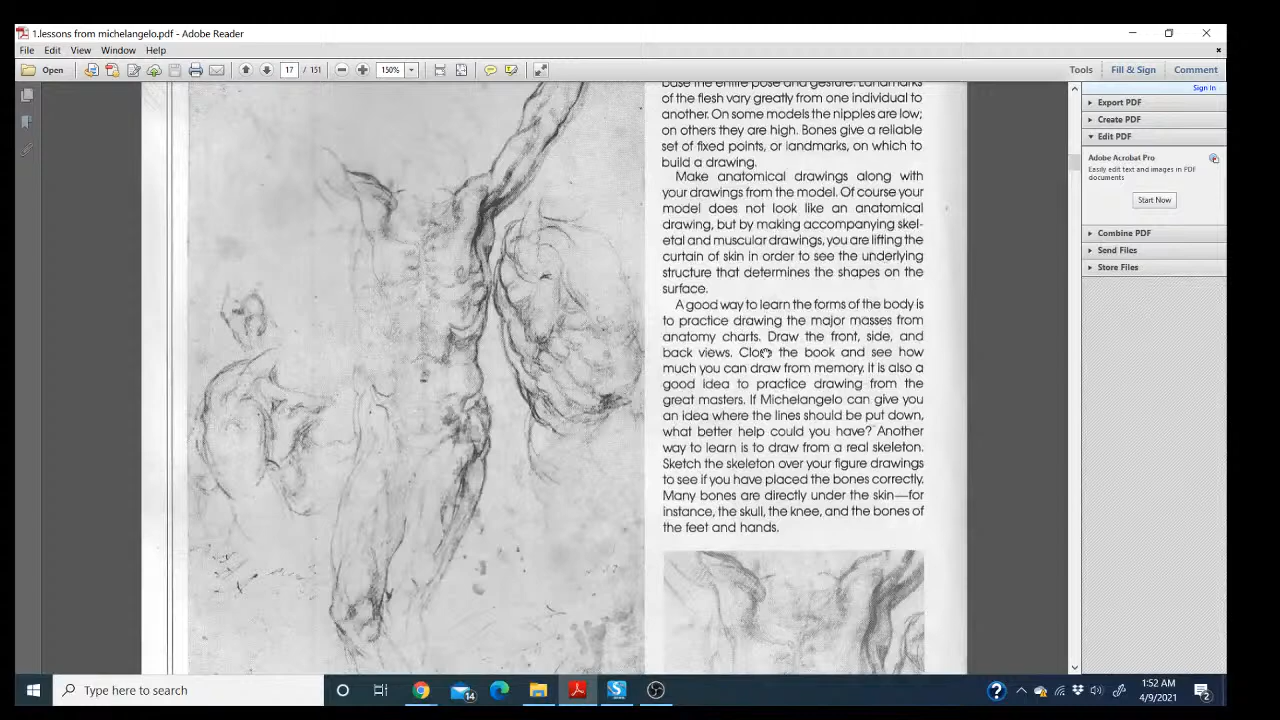 1.lessons from michelangelo.pdf - Adobe Reader
File Edit View Window Help
Open 17 / 151 150% Tools Fill & Sign Comment
Sign In
Export PDF
Create PDF
Edit PDF
Adobe Acrobat Pro
Easily edit text and images in PDF
documents
Start Now
Combine PDF
Send Files
Store Files
base the entire pose and gesture. Landmarks
of the flesh vary greatly from one individual to
another. On some models the nipples are low;
on others they are high. Bones give a reliable
set of fixed points, or landmarks, on which to
build a drawing.
Make anatomical drawings along with
your drawings from the model. Of course your
model does not look like an anatomical
drawing, but by making accompanying skel-
etal and muscular drawings, you are lifting the
curtain of skin in order to see the underlying
structure that determines the shapes on the
surface.
A good way to learn the forms of the body is
to practice drawing the major masses from
anatomy charts. Draw the front, side, and
back views. Close the book and see how
much you can draw from memory. It is also a
good idea to practice drawing from the
great masters. If Michelangelo can give you
an idea where the lines should be put down,
what better help could you have? Another
way to learn is to draw from a real skeleton.
Sketch the skeleton over your figure drawings
to see if you have placed the bones correctly.
Many bones are directly under the skin—for
instance, the skull, the knee, and the bones of
the feet and hands.
Type here to search
14
1:52 AM
4/9/2021
2